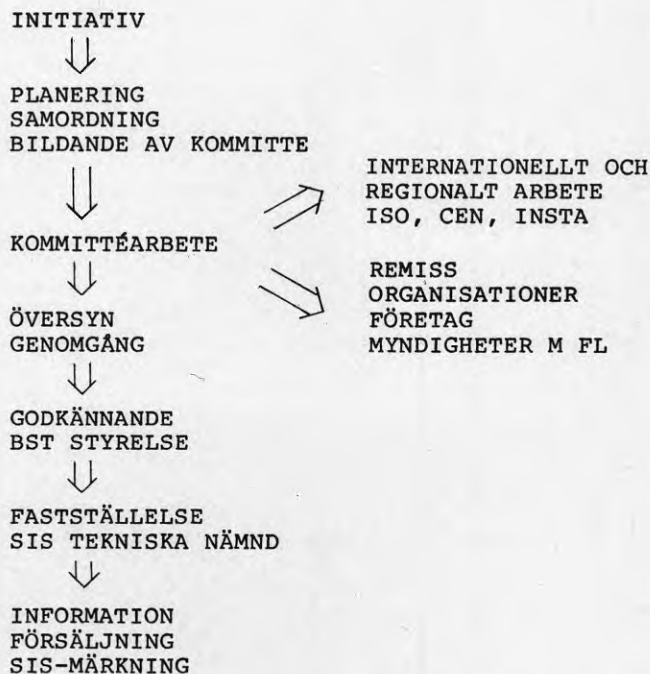 INITIATIV
PLANERING
SAMORDNING
BILDANDE AV KOMMITTE
INTERNATIONELLT OCH
REGIONALT ARBETE
ISO, CEN, INSTA
KOMMITTÉARBETE
REMISS
ORGANISATIONER
FÖRETAG
MYNDIGHETER M FL
ÖVERSYN
GENOMGÅNG
GODKÄNNANDE
BST STYRELSE
FASTSTÄLLELSE
SIS TEKNISKA NÄMND
INFORMATION
FÖRSÄLJNING
SIS-MÄRKNING